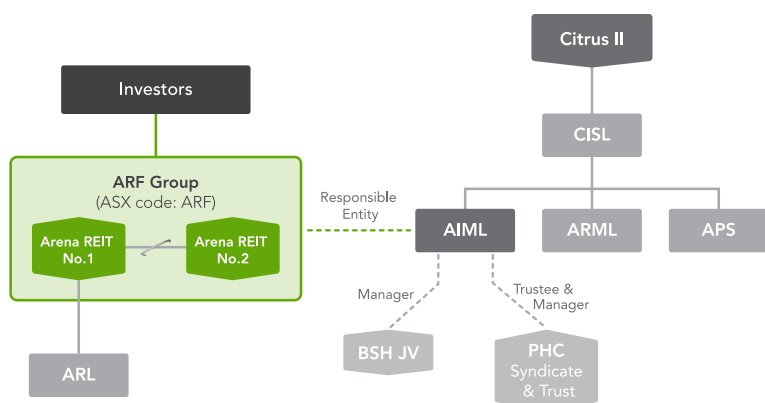 Citrus II
Investors
CISL
ARF Group
(ASX code: ARF)
Responsible
Entity
Arena REIT
No.1
Arena REIT
No.2
AIML
ARML
APS
Manager
Trustee &
Manager
BSH JV
PHC
Syndicate
& Trust
ARL